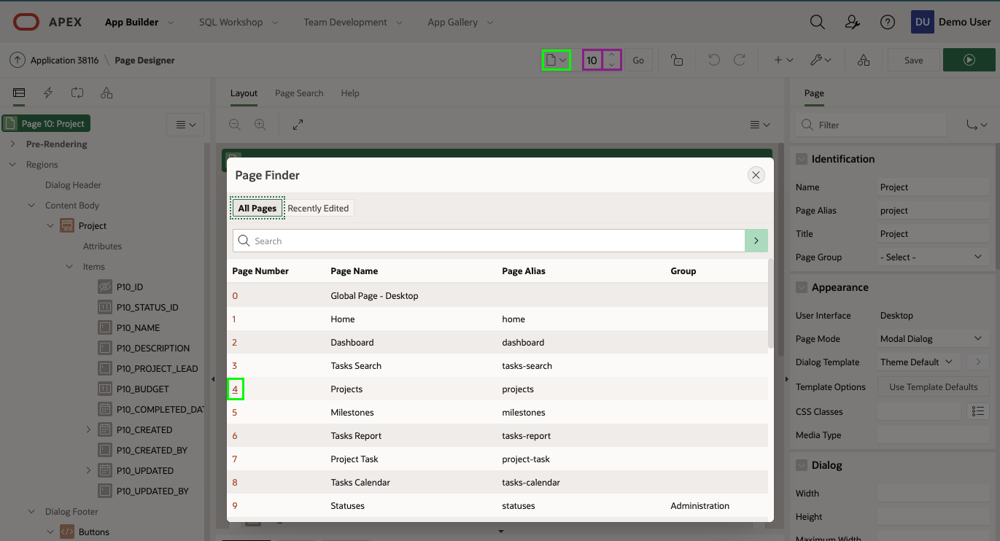 APEX App Builder SQL Workshop Team Development App Gallery DU Demo User
Application 38116 \ Page Designer 10 Go Save
Layout Page Search Help
Page
Page 10: Project
Filter
Pre-Rendering
Regions
Dialog Header
Content Body
Project
Attributes
Items
P10_ID
P10_STATUS_ID
P10_NAME
P10_DESCRIPTION
P10_PROJECT_LEAD
P10_BUDGET
P10_COMPLETED_DAT
P10_CREATED
P10_CREATED_BY
P10_UPDATED
P10_UPDATED_BY
Dialog Footer
Buttons
Page Finder
All Pages Recently Edited
Search
Page Number Page Name Page Alias Group
0 Global Page - Desktop
1 Home home
2 Dashboard dashboard
3 Tasks Search tasks-search
4 Projects projects
5 Milestones milestones
6 Tasks Report tasks-report
7 Project Task project-task
8 Tasks Calendar tasks-calendar
9 Statuses statuses Administration
Identification
Name Project
Page Alias project
Title Project
Page Group - Select -
Appearance
User Interface Desktop
Page Mode Modal Dialog
Dialog Template Theme Default
Template Options Use Template Defaults
CSS Classes
Media Type
Dialog
Width
Height
Maximum Width